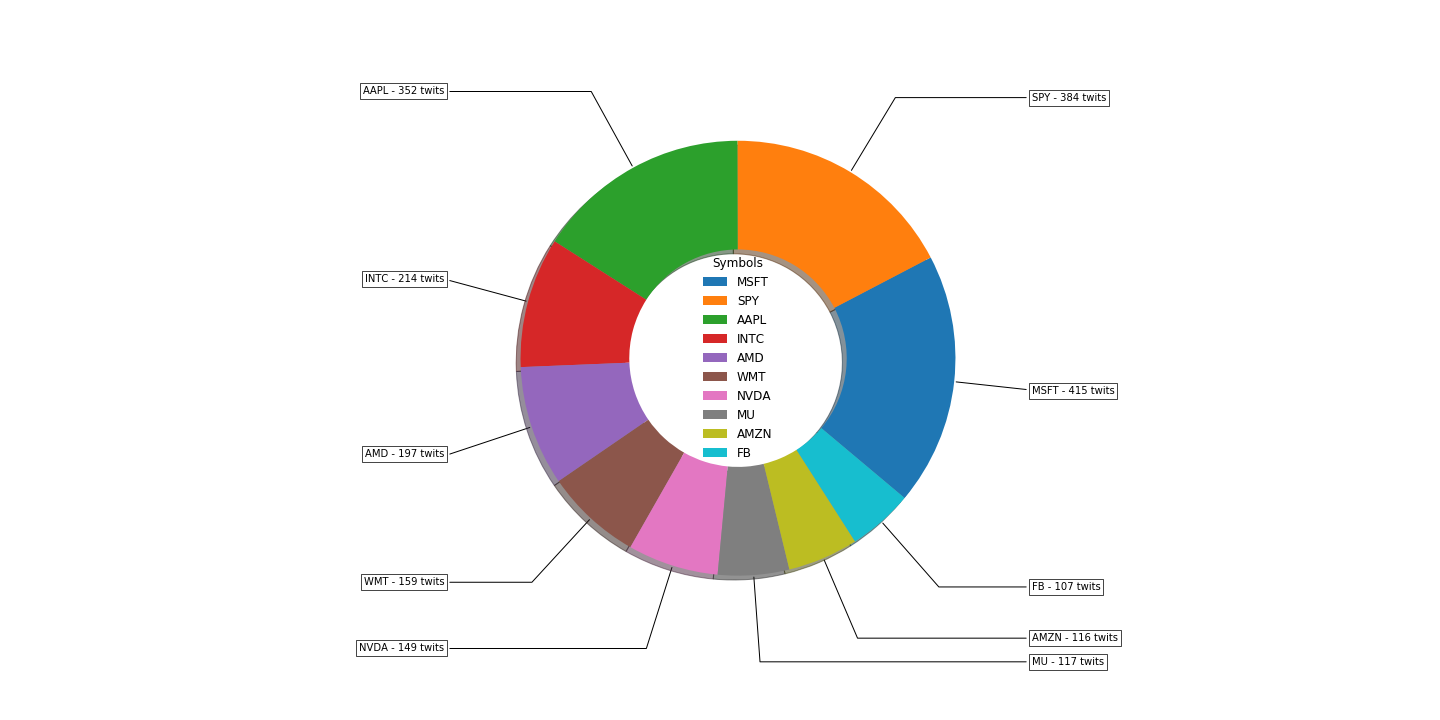 AAPL - 352 twits
SPY - 384 twits
INTC - 214 twits
MSFT - 415 twits
AMD - 197 twits
WMT - 159 twits
FB - 107 twits
NVDA - 149 twits
AMZN - 116 twits
MU - 117 twits
Symbols
MSFT
SPY
AAPL
INTC
AMD
WMT
NVDA
MU
AMZN
FB